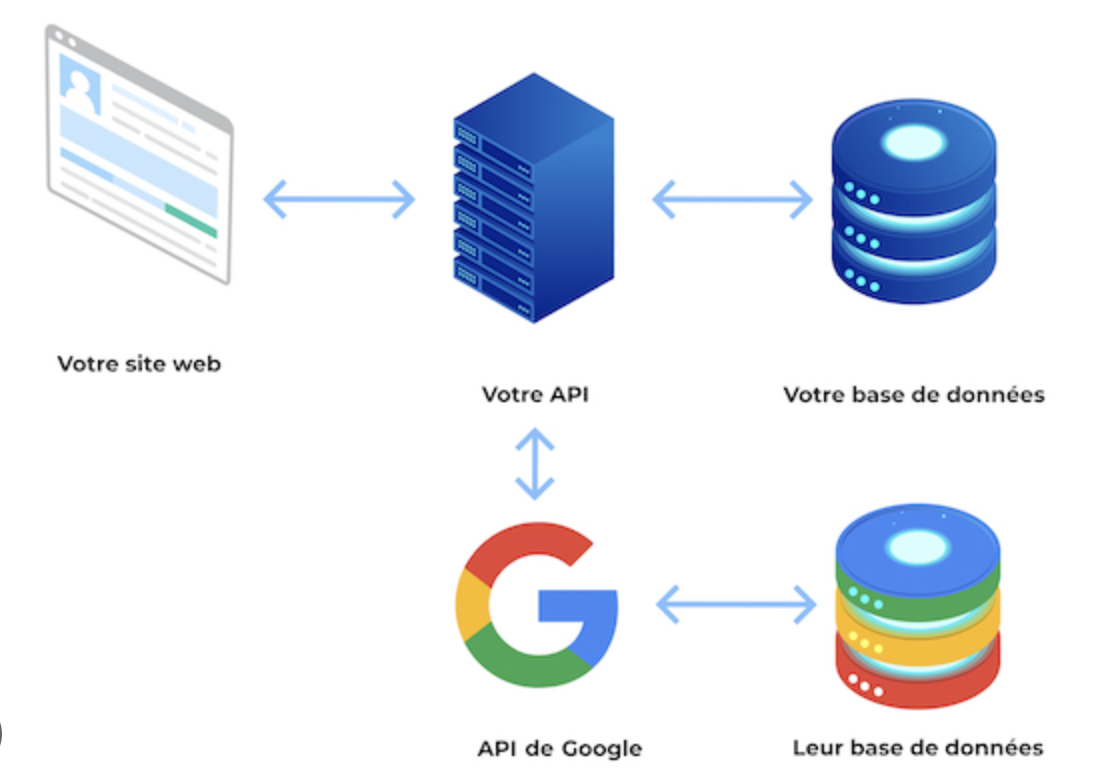 Votre site web
Votre API
Votre base de données
API de Google
Leur base de données